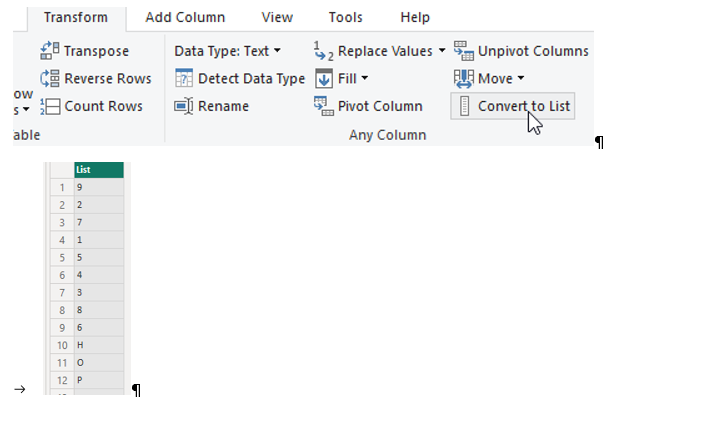 Transform Add Column View Tools Help
Transpose Data Type: Text 1 2 Replace Values Unpivot Columns
Reverse Rows Detect Data Type Fill Move
ow
s 1 2 Count Rows Rename Pivot Column Convert to List
able Any Column
¶
List
1 9
2 2
3 7
4 1
5 5
6 4
7 3
8 8
9 6
10 H
11 O
12 P
→ ¶